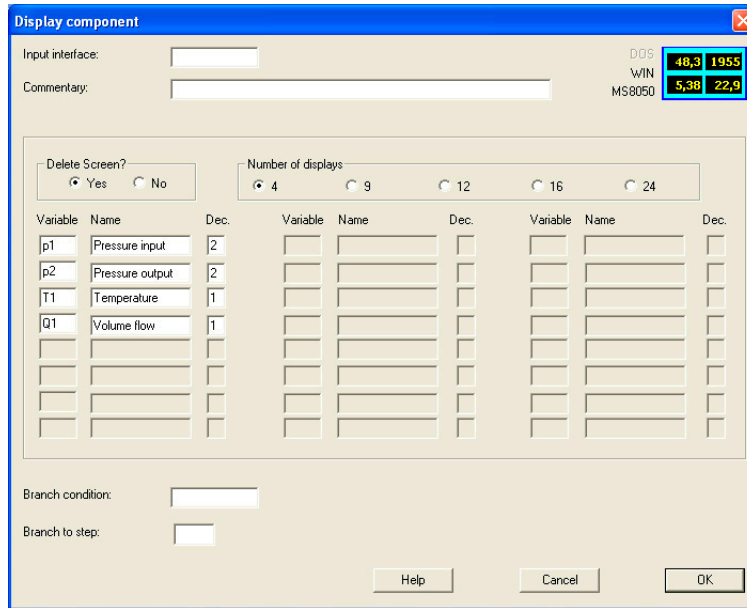 Display component
Input interface:
Commentary:
DOS
WIN
MS8050
48,3 1955
5,38 22,9
Delete Screen?
Yes No
Number of displays
4 9 12 16 24
Variable Name Dec. Variable Name Dec. Variable Name Dec.
p1 Pressure input 2
p2 Pressure output 2
T1 Temperature 1
Q1 Volume flow 1
Branch condition:
Branch to step:
Help Cancel OK